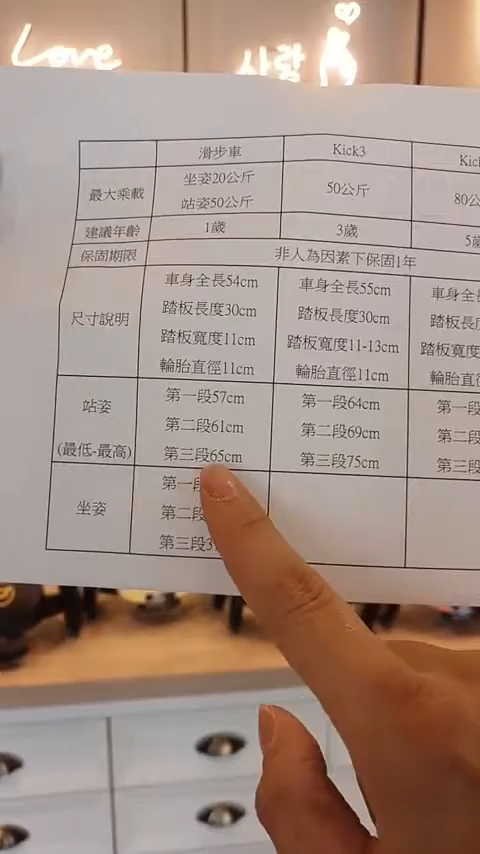 Love
사랑
滑步車 Kick3
最大乘載 坐姿20公斤 站姿50公斤 50公斤 80公
建議年齡 1歲 3歲 5歲
保固期限 非人為因素下保固1年
尺寸說明
車身全長54cm 車身全長55cm 車身全長
踏板長度30cm 踏板長度30cm 踏板長度
踏板寬度11cm 踏板寬度11-13cm 踏板寬度
輪胎直徑11cm 輪胎直徑11cm 輪胎直徑
站姿
(最低-最高)
第一段57cm 第一段64cm 第一段
第二段61cm 第二段69cm 第二段
第三段65cm 第三段75cm 第三段
坐姿
第一段
第二段
第三段3